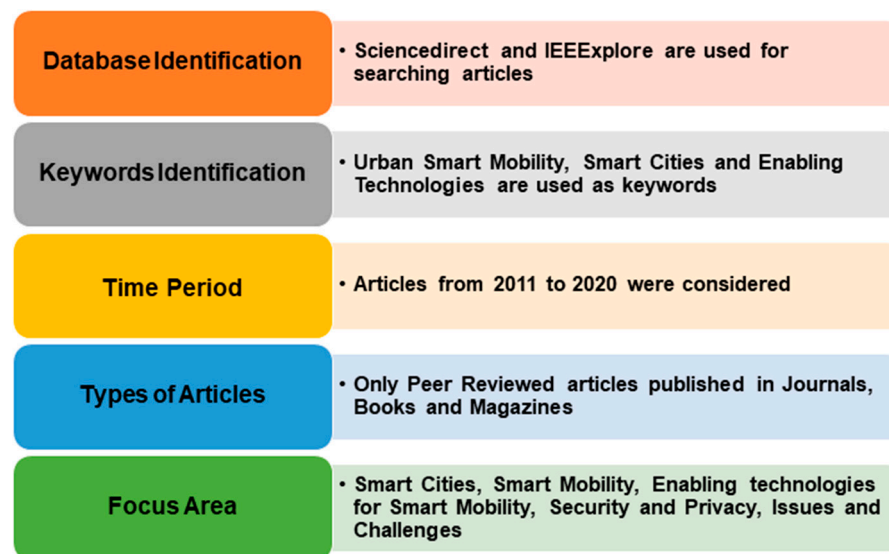 Database Identification
• Sciencedirect and IEEExplore are used for
searching articles
Keywords Identification
• Urban Smart Mobility, Smart Cities and Enabling
Technologies are used as keywords
Time Period
• Articles from 2011 to 2020 were considered
Types of Articles
• Only Peer Reviewed articles published in Journals,
Books and Magazines
Focus Area
• Smart Cities, Smart Mobility, Enabling technologies
for Smart Mobility, Security and Privacy, Issues and
Challenges